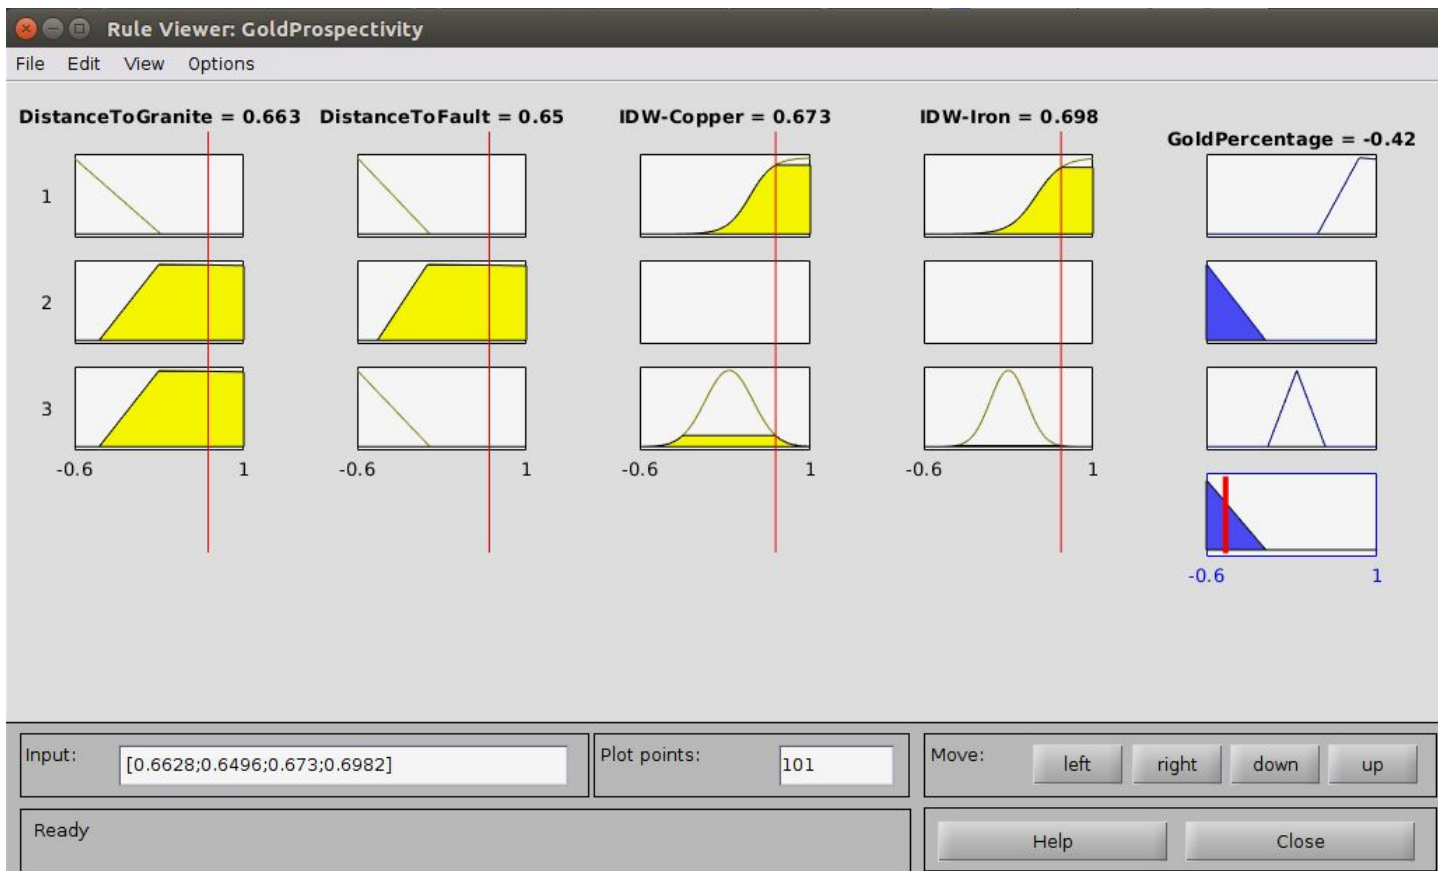 Rule Viewer: GoldProspectivity
File Edit View Options
DistanceToGranite = 0.663 DistanceToFault = 0.65 IDW-Copper = 0.673 IDW-Iron = 0.698
GoldPercentage = -0.42
1
2
3
-0.6 1 -0.6 1 -0.6 1 -0.6 1
-0.6 1
Input: [0.6628;0.6496;0.673;0.6982] Plot points: 101 Move: left right down up
Ready Help Close